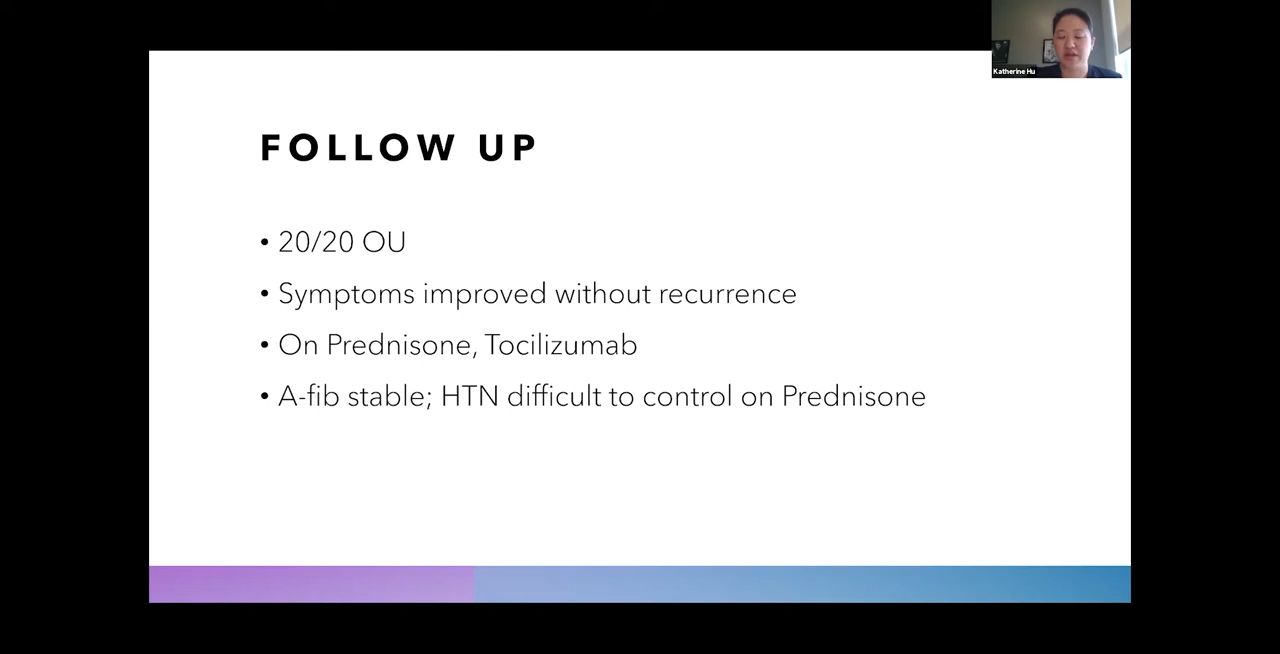 Katherine Hu
FOLLOW UP
• 20/20 OU
• Symptoms improved without recurrence
• On Prednisone, Tocilizumab
• A-fib stable; HTN difficult to control on Prednisone